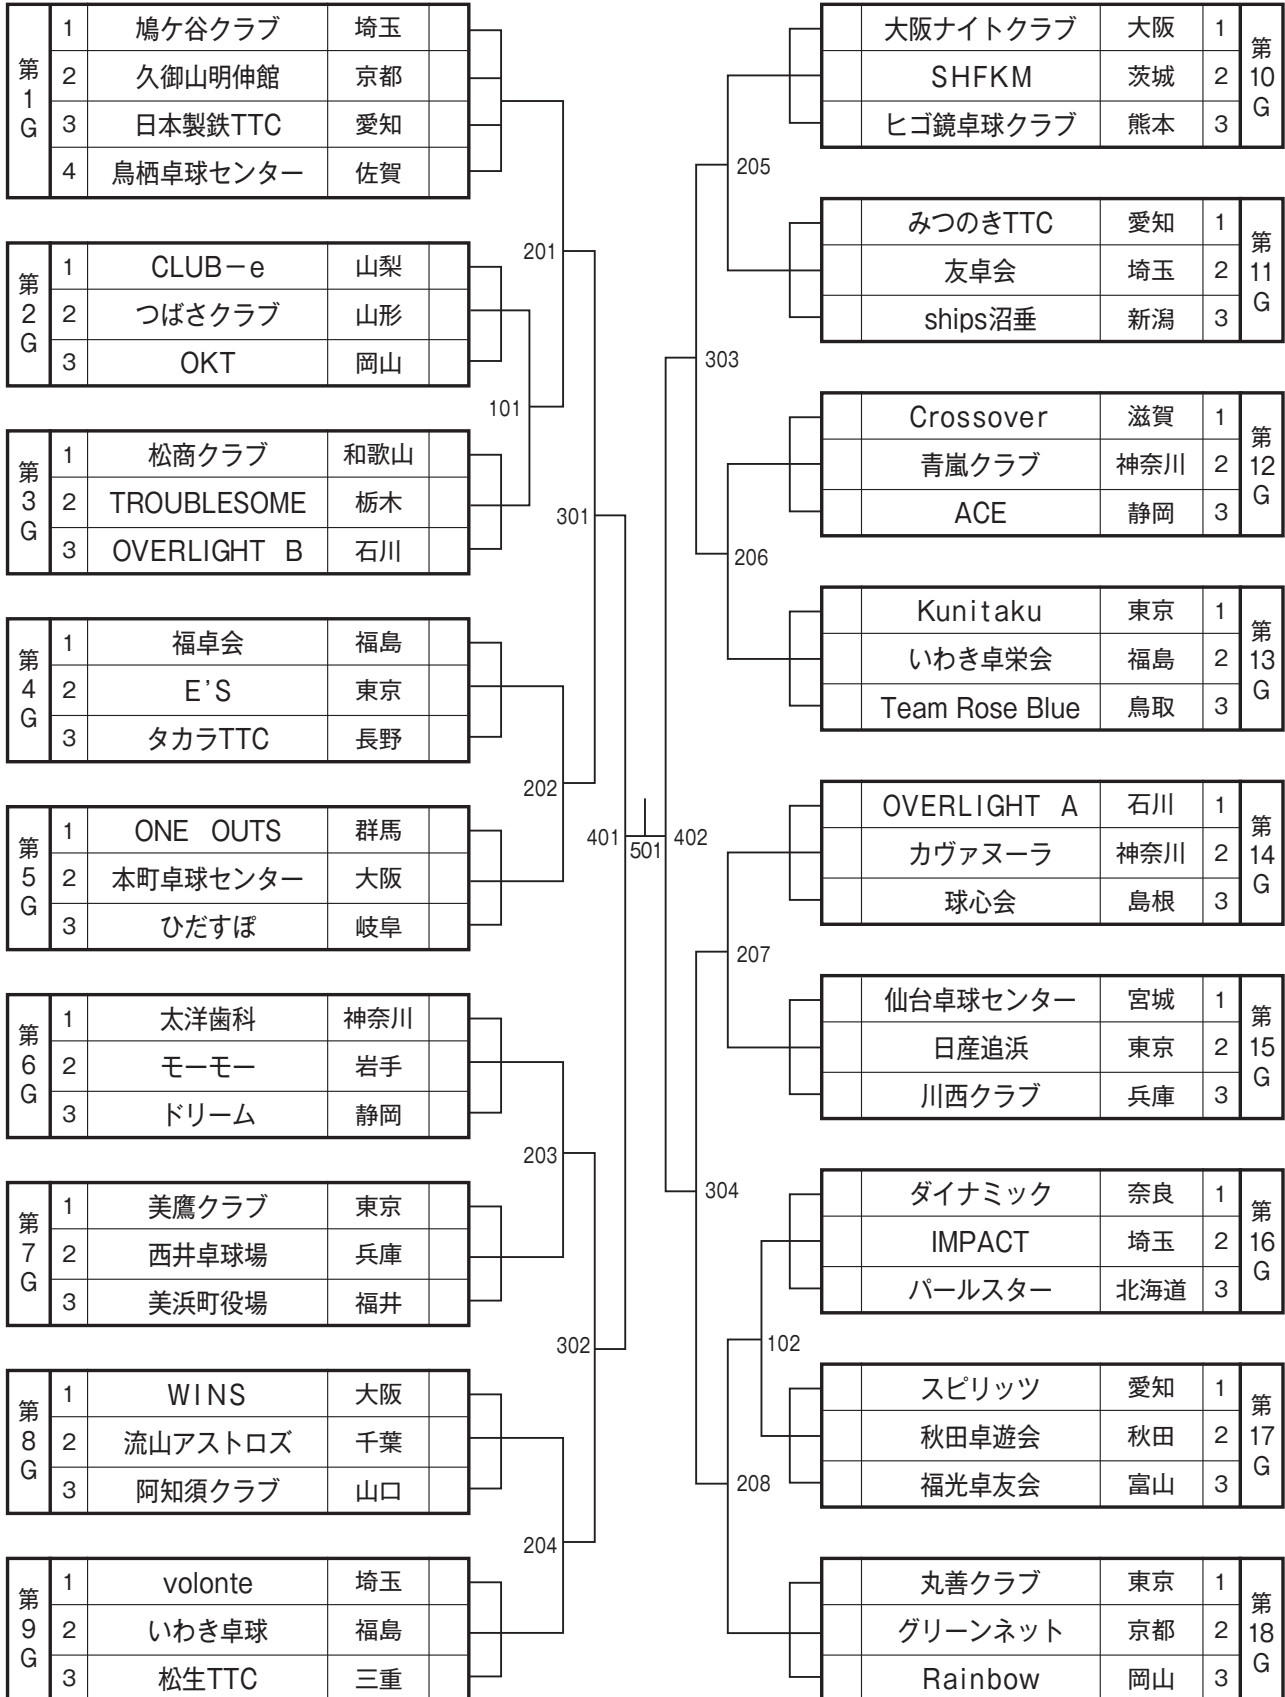 第1G
1 鳩ケ谷クラブ 埼玉
2 久御山明伸館 京都
3 日本製鉄TTC 愛知
4 鳥栖卓球センター 佐賀
第2G
1 CLUB－e 山梨
2 つばさクラブ 山形
3 OKT 岡山
第3G
1 松商クラブ 和歌山
2 TROUBLESOME 栃木
3 OVERLIGHT B 石川
第4G
1 福卓会 福島
2 E'S 東京
3 タカラTTC 長野
第5G
1 ONE OUTS 群馬
2 本町卓球センター 大阪
3 ひだすぽ 岐阜
第6G
1 太洋歯科 神奈川
2 モーモー 岩手
3 ドリーム 静岡
第7G
1 美鷹クラブ 東京
2 西井卓球場 兵庫
3 美浜町役場 福井
第8G
1 WINS 大阪
2 流山アストロズ 千葉
3 阿知須クラブ 山口
第9G
1 volonte 埼玉
2 いわき卓球 福島
3 松生TTC 三重
201
101
301
202
203
302
204
401
501
402
205
303
206
207
304
102
208
大阪ナイトクラブ 大阪 1
SHFKM 茨城 2
ヒゴ鏡卓球クラブ 熊本 3
第10G
みつのきTTC 愛知 1
友卓会 埼玉 2
ships沼垂 新潟 3
第11G
Crossover 滋賀 1
青嵐クラブ 神奈川 2
ACE 静岡 3
第12G
Kunitaku 東京 1
いわき卓栄会 福島 2
Team Rose Blue 鳥取 3
第13G
OVERLIGHT A 石川 1
カヴァヌーラ 神奈川 2
球心会 島根 3
第14G
仙台卓球センター 宮城 1
日産追浜 東京 2
川西クラブ 兵庫 3
第15G
ダイナミック 奈良 1
IMPACT 埼玉 2
パールスター 北海道 3
第16G
スピリッツ 愛知 1
秋田卓遊会 秋田 2
福光卓友会 富山 3
第17G
丸善クラブ 東京 1
グリーンネット 京都 2
Rainbow 岡山 3
第18G